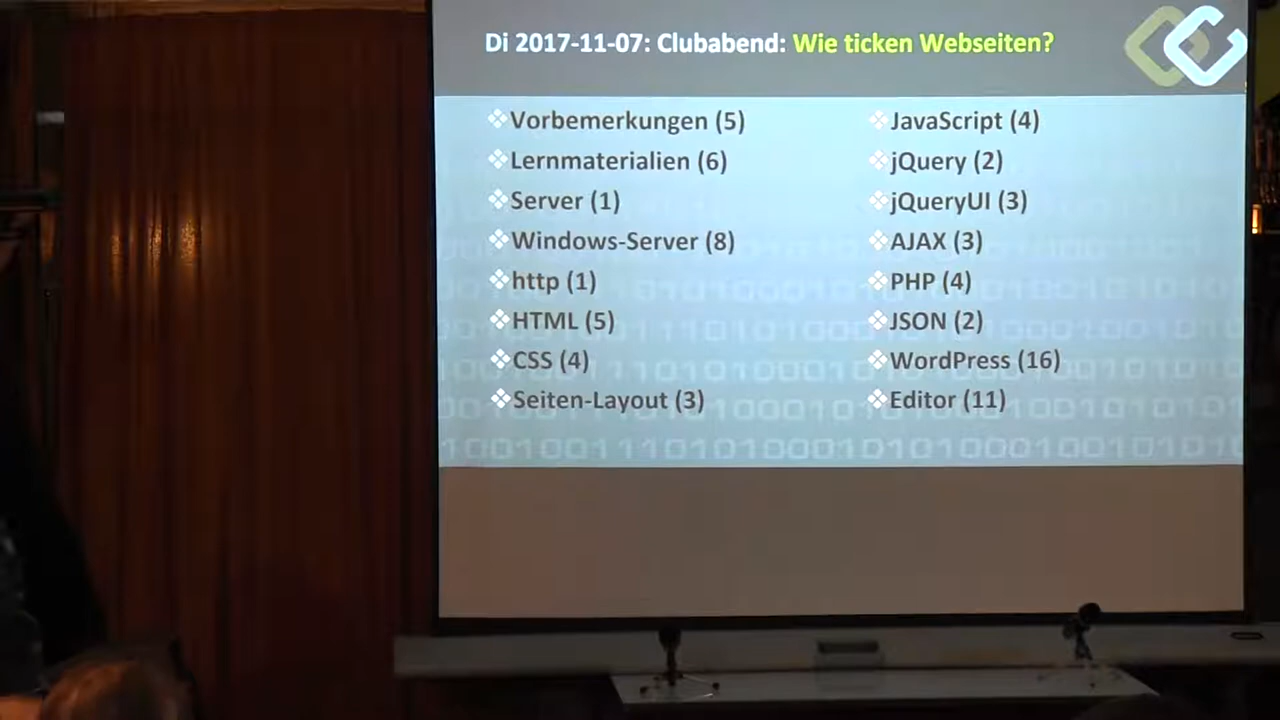 Di 2017-11-07: Clubabend: Wie ticken Webseiten?
Vorbemerkungen (5)
Lernmaterialien (6)
Server (1)
Windows-Server (8)
http (1)
HTML (5)
CSS (4)
Seiten-Layout (3)
JavaScript (4)
jQuery (2)
jQueryUI (3)
AJAX (3)
PHP (4)
JSON (2)
WordPress (16)
Editor (11)